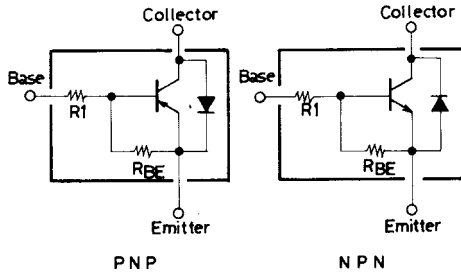 Collector
Base
R1
RBE
Emitter
PNP
Collector
Base
R1
RBE
Emitter
NPN